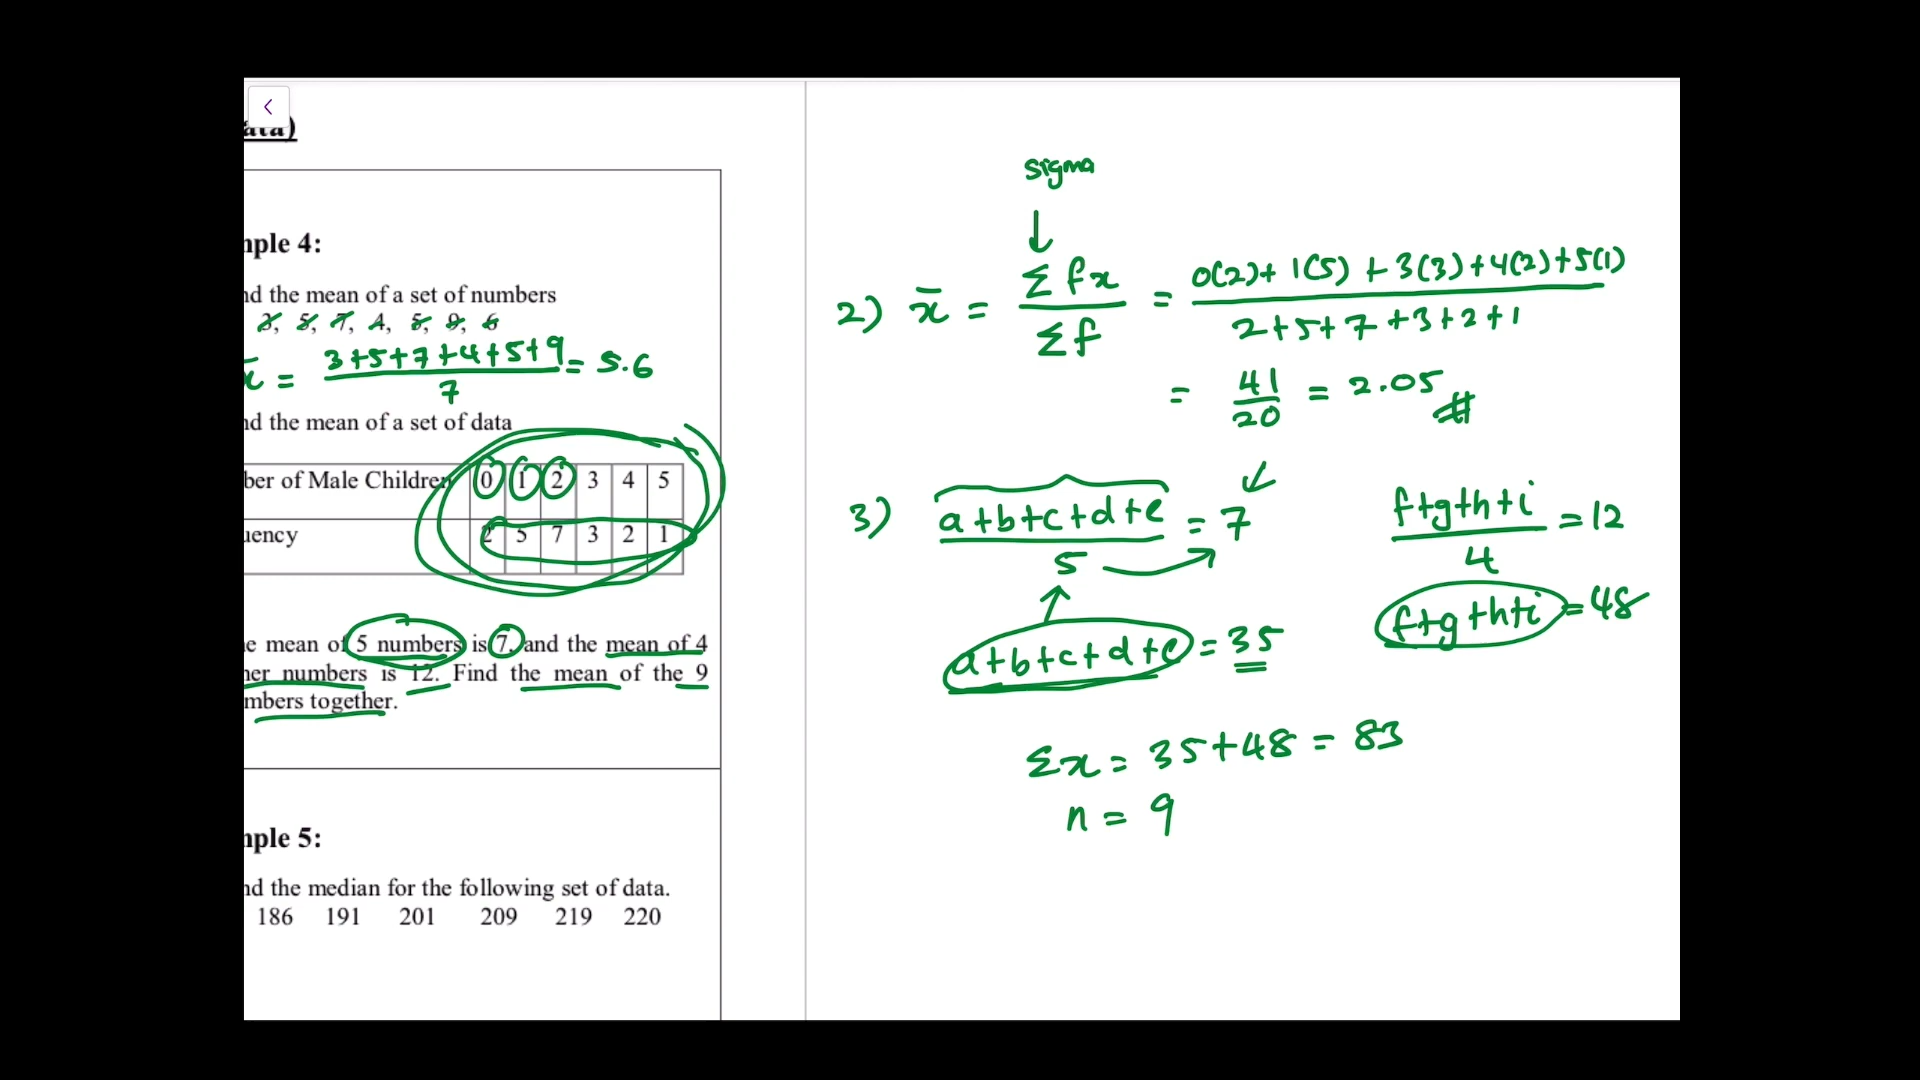 ata)
nple 4:
nd the mean of a set of numbers
3, 5, 7, 4, 5, 9, 6
x̄ = 3+5+7+4+5+9 / 7 = 5.6
nd the mean of a set of data
ber of Male Children 0 1 2 3 4 5
uency 2 5 7 3 2 1
e mean of 5 numbers is 7, and the mean of 4
her numbers is 12. Find the mean of the 9
mbers together.
nple 5:
nd the median for the following set of data.
186 191 201 209 219 220
sigma
↓
2) x̄ = Σfx / Σf = 0(2)+1(5)+3(3)+4(2)+5(1) / 2+5+7+3+2+1
= 41/20 = 2.05 #
3) a+b+c+d+e / 5 = 7
a+b+c+d+e = 35
f+g+h+i / 4 = 12
f+g+h+i = 48
Σx = 35+48 = 83
n = 9